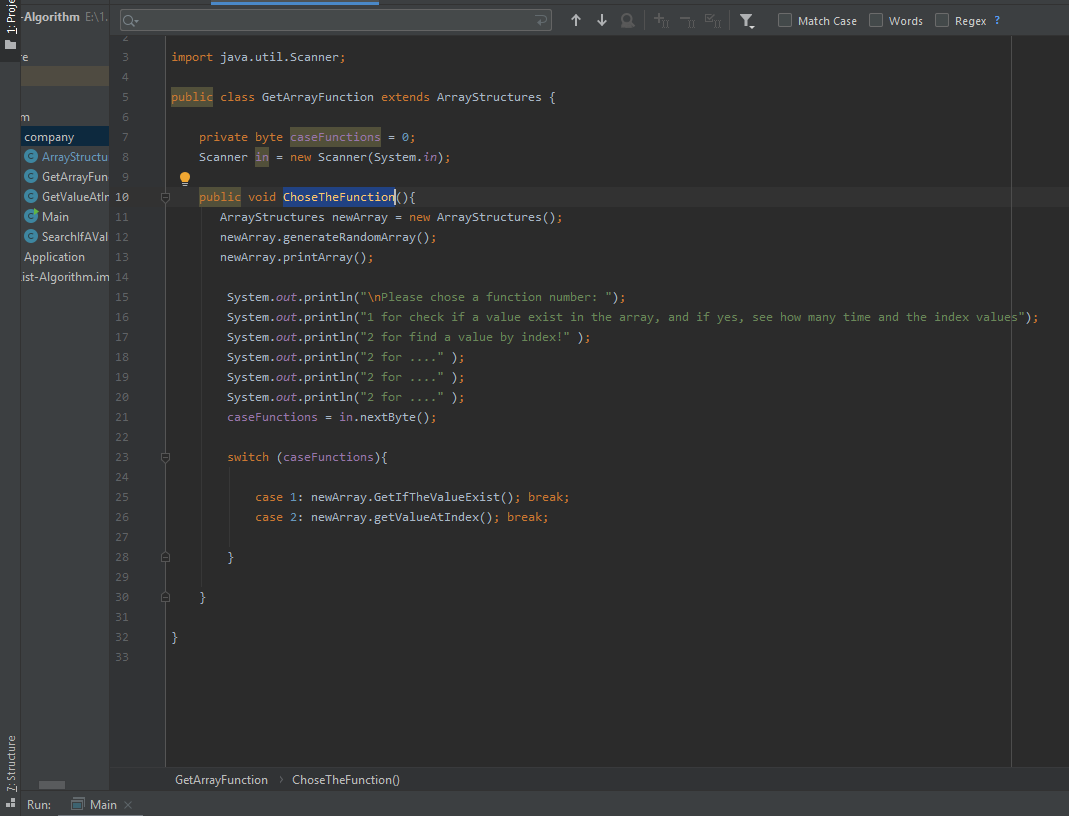 1: Proje
-Algorithm E:\1.
Match Case Words Regex ?
company
ArrayStructu
GetArrayFun
GetValueAtIn
Main
SearchIfAVal
Application
ist-Algorithm.im
2
3 import java.util.Scanner;
4
5 public class GetArrayFunction extends ArrayStructures {
6
7 private byte caseFunctions = 0;
8 Scanner in = new Scanner(System.in);
9
10 public void ChoseTheFunction(){
11 ArrayStructures newArray = new ArrayStructures();
12 newArray.generateRandomArray();
13 newArray.printArray();
14
15 System.out.println("\nPlease chose a function number: ");
16 System.out.println("1 for check if a value exist in the array, and if yes, see how many time and the index values");
17 System.out.println("2 for find a value by index!" );
18 System.out.println("2 for ...." );
19 System.out.println("2 for ...." );
20 System.out.println("2 for ...." );
21 caseFunctions = in.nextByte();
22
23 switch (caseFunctions){
24
25 case 1: newArray.GetIfTheValueExist(); break;
26 case 2: newArray.getValueAtIndex(); break;
27
28 }
29
30 }
31
32 }
33
GetArrayFunction › ChoseTheFunction()
Z: Structure
Run: Main ×